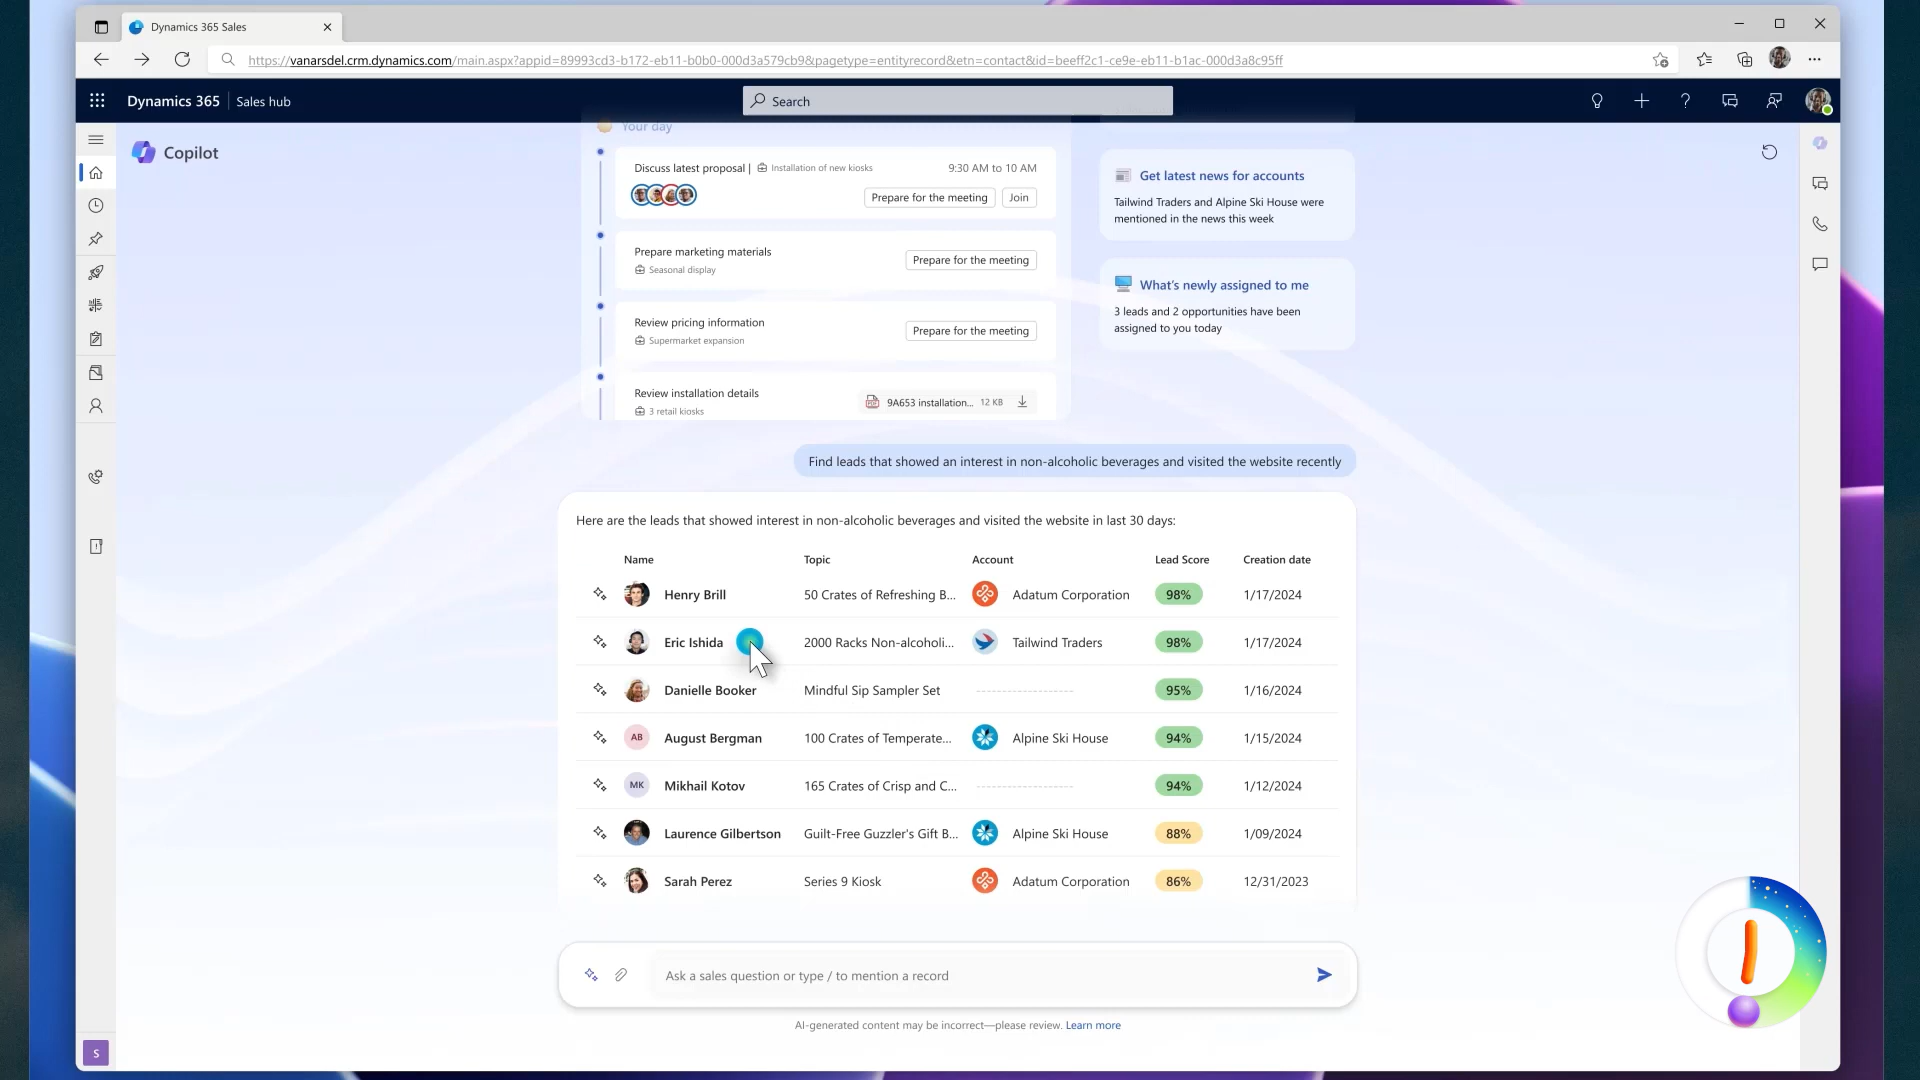 Dynamics 365 Sales
https://vanarsdel.crm.dynamics.com/main.aspx?appid=89993cd3-b172-eb11-b0b0-000d3a579cb9&pagetype=entityrecord&etn=contact&id=beeff2c1-ce9e-eb11-b1ac-000d3a8c95ff
Dynamics 365 Sales hub
Search
Copilot
Your day
Discuss latest proposal | Installation of new kiosks 9:30 AM to 10 AM
Prepare for the meeting Join
Prepare marketing materials
Seasonal display
Prepare for the meeting
Review pricing information
Supermarket expansion
Prepare for the meeting
Review installation details
3 retail kiosks
PDF 9A653 installation... 12 KB
Get latest news for accounts
Tailwind Traders and Alpine Ski House were
mentioned in the news this week
What's newly assigned to me
3 leads and 2 opportunities have been
assigned to you today
Find leads that showed an interest in non-alcoholic beverages and visited the website recently
Here are the leads that showed interest in non-alcoholic beverages and visited the website in last 30 days:
Name Topic Account Lead Score Creation date
Henry Brill 50 Crates of Refreshing B... Adatum Corporation 98% 1/17/2024
Eric Ishida 2000 Racks Non-alcoholi... Tailwind Traders 98% 1/17/2024
Danielle Booker Mindful Sip Sampler Set -------------------- 95% 1/16/2024
AB August Bergman 100 Crates of Temperate... Alpine Ski House 94% 1/15/2024
MK Mikhail Kotov 165 Crates of Crisp and C... -------------------- 94% 1/12/2024
Laurence Gilbertson Guilt-Free Guzzler's Gift B... Alpine Ski House 88% 1/09/2024
Sarah Perez Series 9 Kiosk Adatum Corporation 86% 12/31/2023
Ask a sales question or type / to mention a record
AI-generated content may be incorrect—please review. Learn more
S